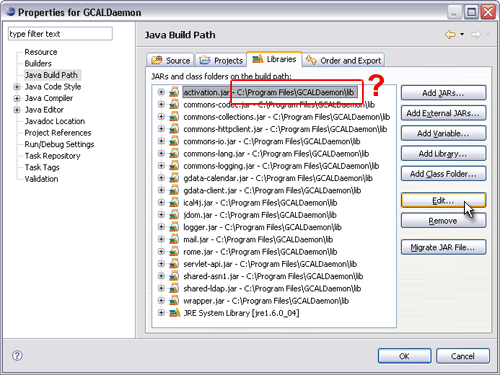 Properties for GCALDaemon
type filter text
Resource
Builders
Java Build Path
Java Code Style
Java Compiler
Java Editor
Javadoc Location
Project References
Run/Debug Settings
Task Repository
Task Tags
Validation
Java Build Path
Source Projects Libraries Order and Export
JARs and class folders on the build path:
activation.jar - C:\Program Files\GCALDaemon\lib
?
commons-codec.jar - C:\Program Files\GCALDaemon\lib
commons-collections.jar - C:\Program Files\GCALDaemon\lib
commons-httpclient.jar - C:\Program Files\GCALDaemon\lib
commons-io.jar - C:\Program Files\GCALDaemon\lib
commons-lang.jar - C:\Program Files\GCALDaemon\lib
commons-logging.jar - C:\Program Files\GCALDaemon\lib
gdata-calendar.jar - C:\Program Files\GCALDaemon\lib
gdata-client.jar - C:\Program Files\GCALDaemon\lib
ical4j.jar - C:\Program Files\GCALDaemon\lib
jdom.jar - C:\Program Files\GCALDaemon\lib
logger.jar - C:\Program Files\GCALDaemon\lib
mail.jar - C:\Program Files\GCALDaemon\lib
rome.jar - C:\Program Files\GCALDaemon\lib
servlet-api.jar - C:\Program Files\GCALDaemon\lib
shared-asn1.jar - C:\Program Files\GCALDaemon\lib
shared-ldap.jar - C:\Program Files\GCALDaemon\lib
wrapper.jar - C:\Program Files\GCALDaemon\lib
JRE System Library [jre1.6.0_04]
Add JARs...
Add External JARs...
Add Variable...
Add Library...
Add Class Folder...
Edit...
Remove
Migrate JAR File...
OK
Cancel